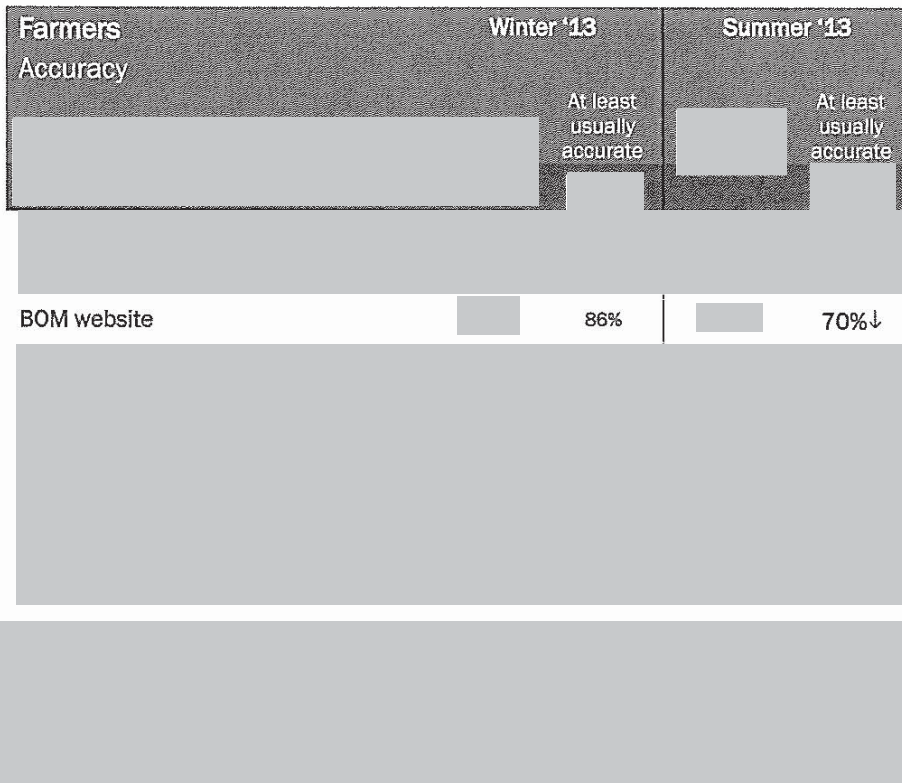 Farmers Winter ‘13 Summer ‘13
Accuracy
At least At least
usually usually
accurate accurate
BOM website 86% 70%↓